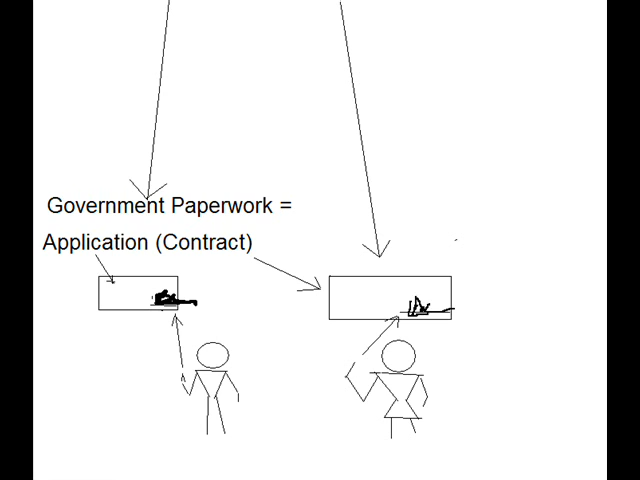 Government Paperwork =
Application (Contract)